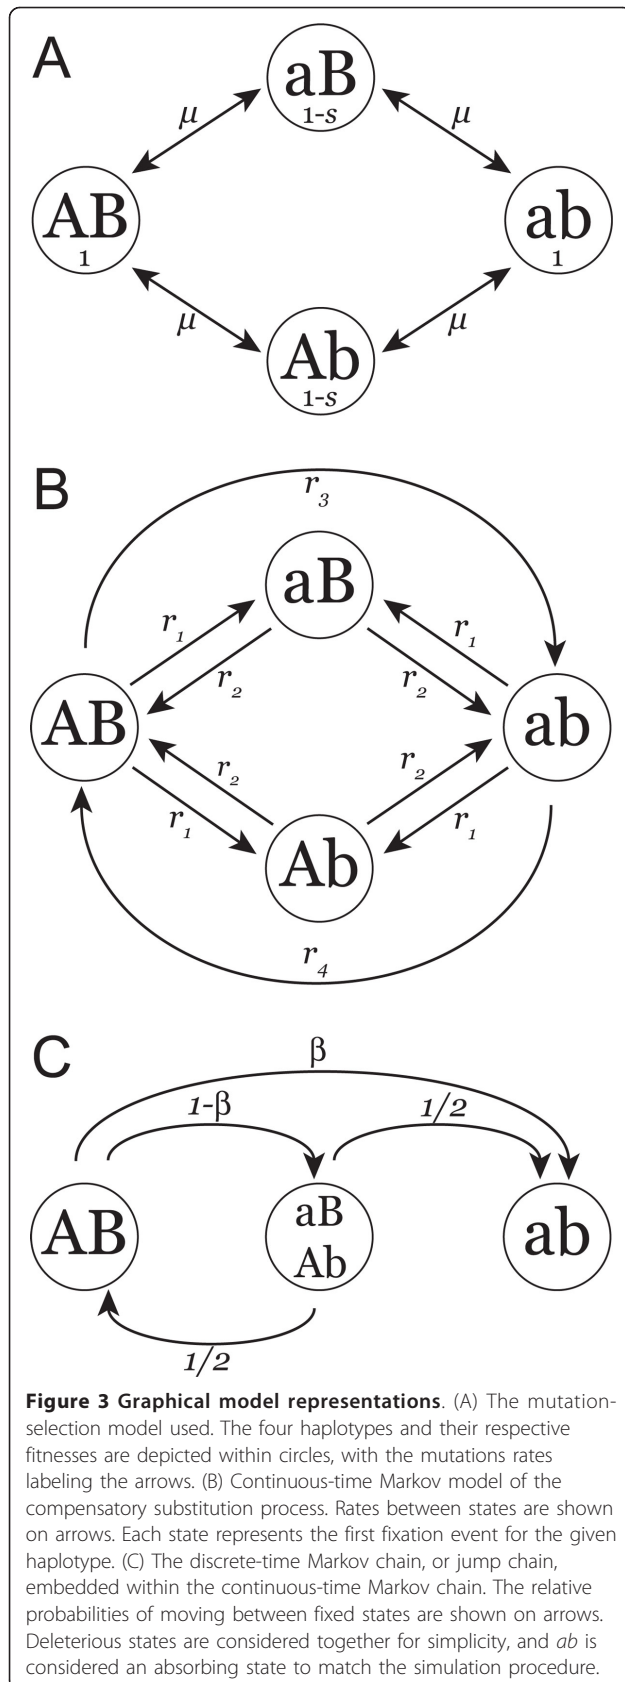 A
aB
1-s
μ
μ
AB
1
ab
1
μ
μ
Ab
1-s
B
r3
aB
r1
r1
r2
r2
AB
ab
r2
r2
r1
r1
Ab
r4
C
β
1-β
1/2
AB
aB
Ab
ab
1/2
Figure 3 Graphical model representations. (A) The mutation-
selection model used. The four haplotypes and their respective
fitnesses are depicted within circles, with the mutations rates
labeling the arrows. (B) Continuous-time Markov model of the
compensatory substitution process. Rates between states are shown
on arrows. Each state represents the first fixation event for the given
haplotype. (C) The discrete-time Markov chain, or jump chain,
embedded within the continuous-time Markov chain. The relative
probabilities of moving between fixed states are shown on arrows.
Deleterious states are considered together for simplicity, and ab is
considered an absorbing state to match the simulation procedure.